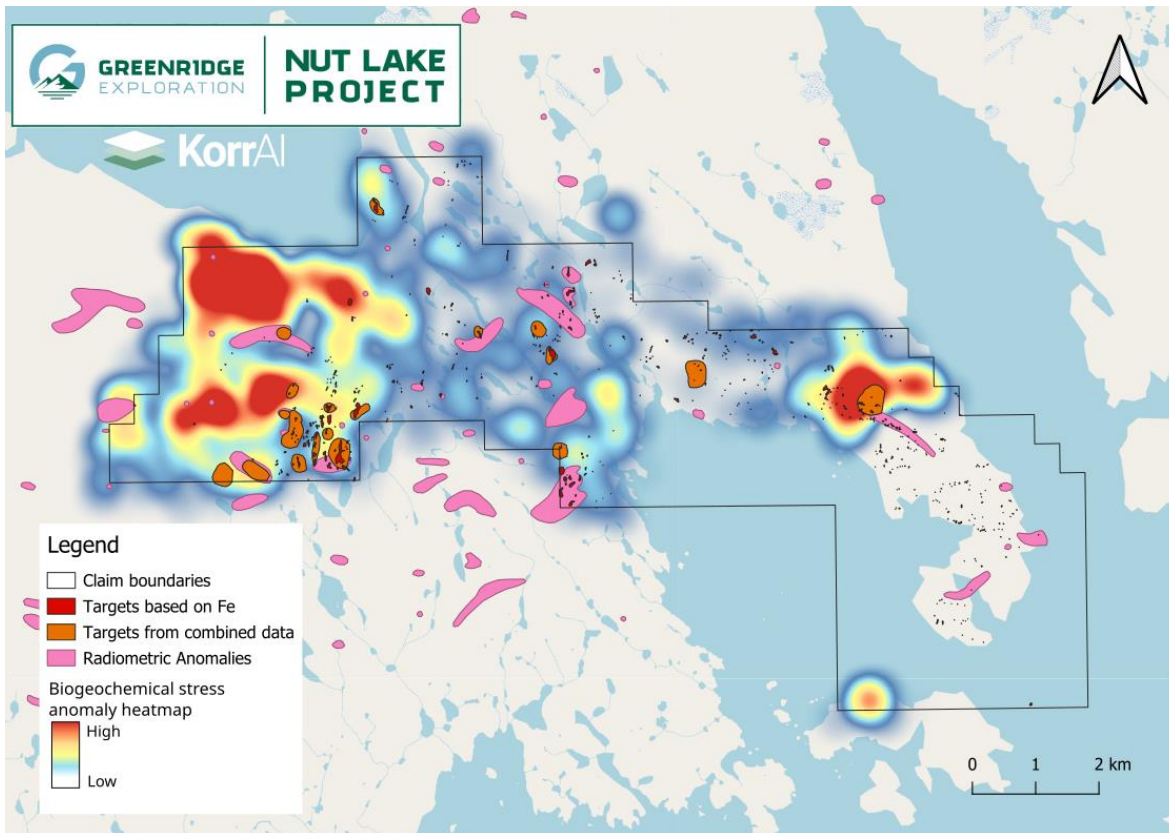 GREENRIDGE
EXPLORATION
NUT LAKE
PROJECT
KorrAI
Legend
Claim boundaries
Targets based on Fe
Targets from combined data
Radiometric Anomalies
Biogeochemical stress
anomaly heatmap
High
Low
0 1 2 km